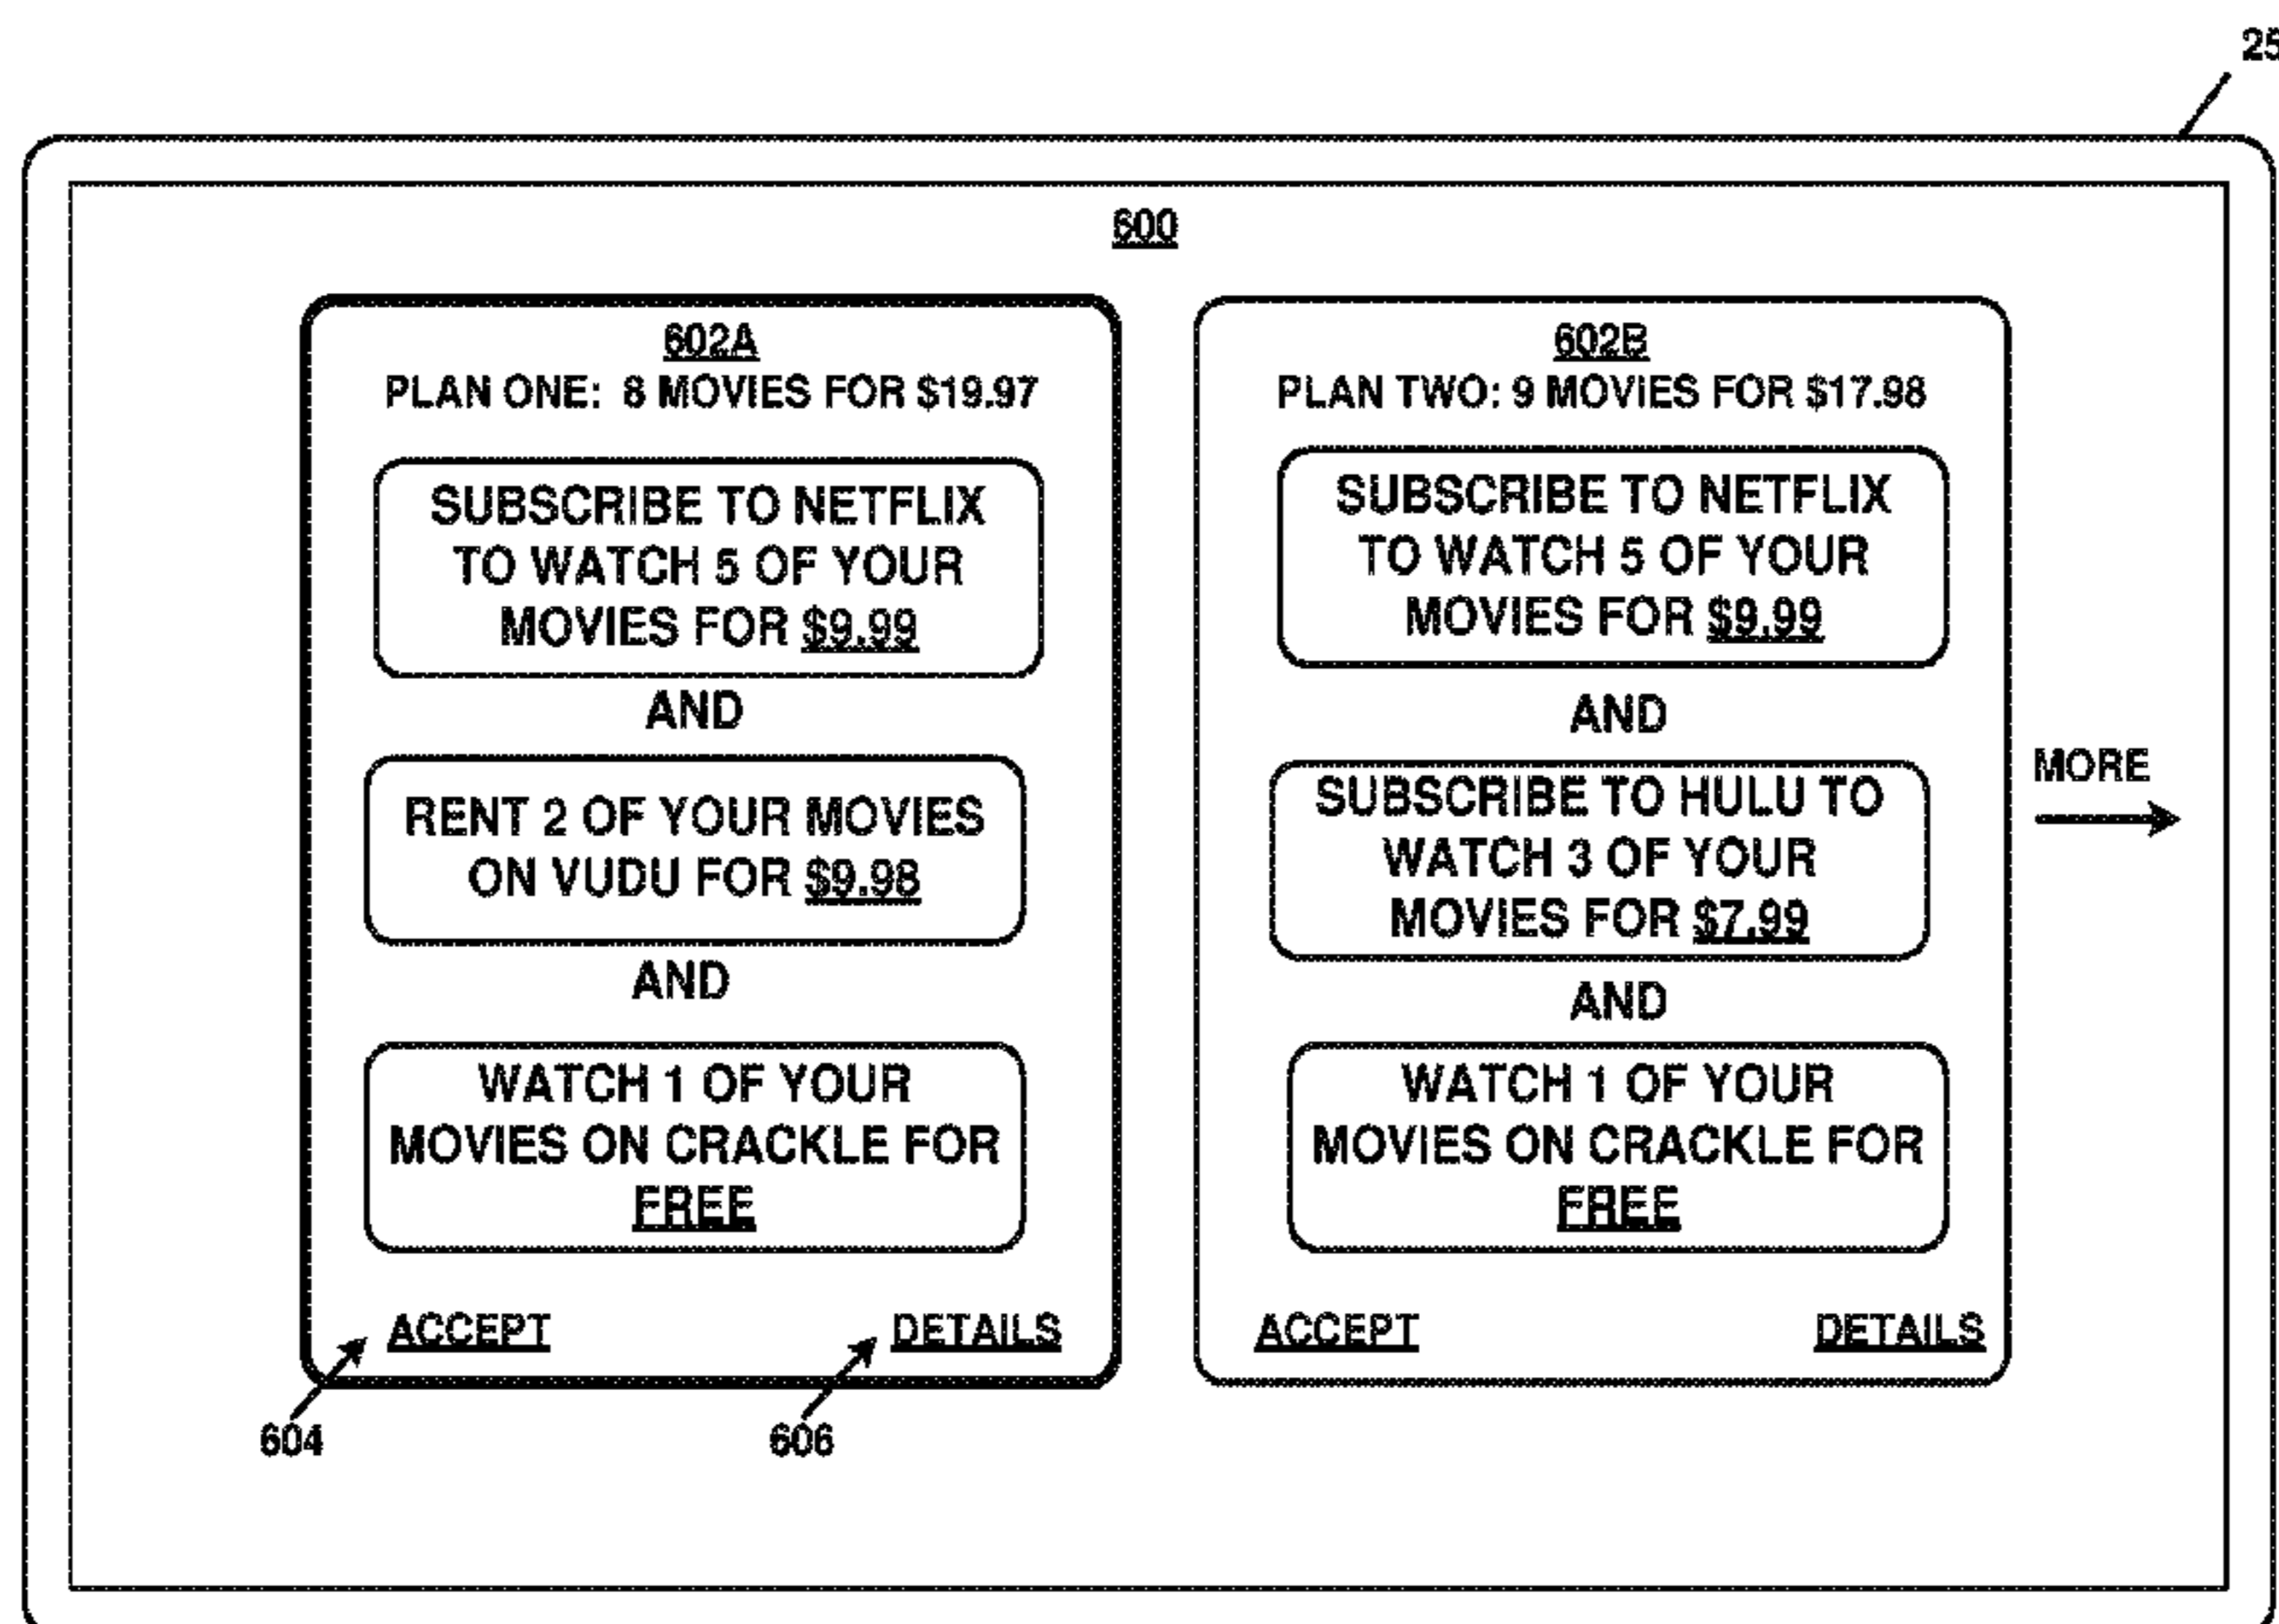 25
600
602A
PLAN ONE: 8 MOVIES FOR $19.97
SUBSCRIBE TO NETFLIX
TO WATCH 5 OF YOUR
MOVIES FOR $9.99
AND
RENT 2 OF YOUR MOVIES
ON VUDU FOR $9.98
AND
WATCH 1 OF YOUR
MOVIES ON CRACKLE FOR
FREE
ACCEPT
DETAILS
604
606
602B
PLAN TWO: 9 MOVIES FOR $17.98
SUBSCRIBE TO NETFLIX
TO WATCH 5 OF YOUR
MOVIES FOR $9.99
AND
SUBSCRIBE TO HULU TO
WATCH 3 OF YOUR
MOVIES FOR $7.99
AND
WATCH 1 OF YOUR
MOVIES ON CRACKLE FOR
FREE
ACCEPT
DETAILS
MORE